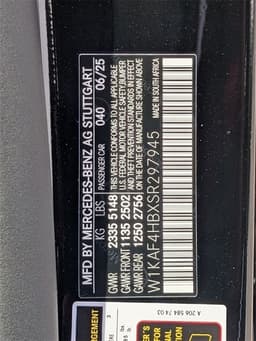 MFD BY MERCEDES-BENZ AG STUTTGART
PASSENGER CAR 040 06/25
KG LBS
GWR 2335 5148
GAWR FRONT 1135 2502
GAWR 1250 2756
THIS VEHICLE CONFORMS TO ALL APPLICABLE
U.S. FEDERAL MOTOR VEHICLE SAFETY/BUMPER
AND THEFT PREVENTION STANDARDS IN EFFECT
ON THE DATE OF MANUFACTURE SHOWN ABOVE
W1KAF4HBXSR297945
MADE IN SOUTH AFRICA
A 206 584 74 03